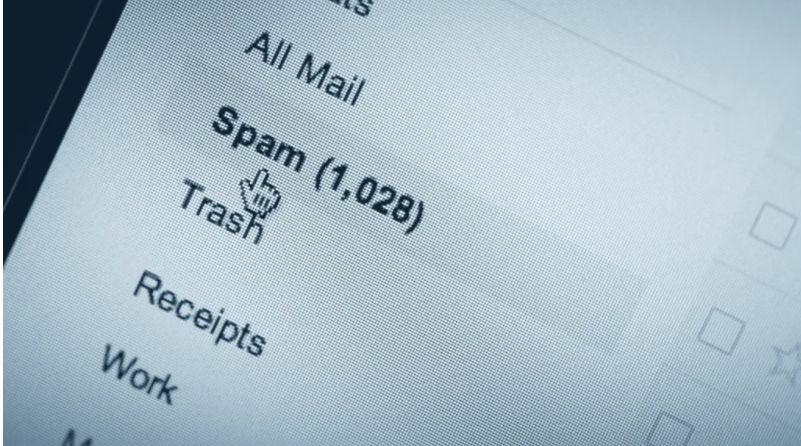 All Mail
Spam (1,028)
Trash
Receipts
Work